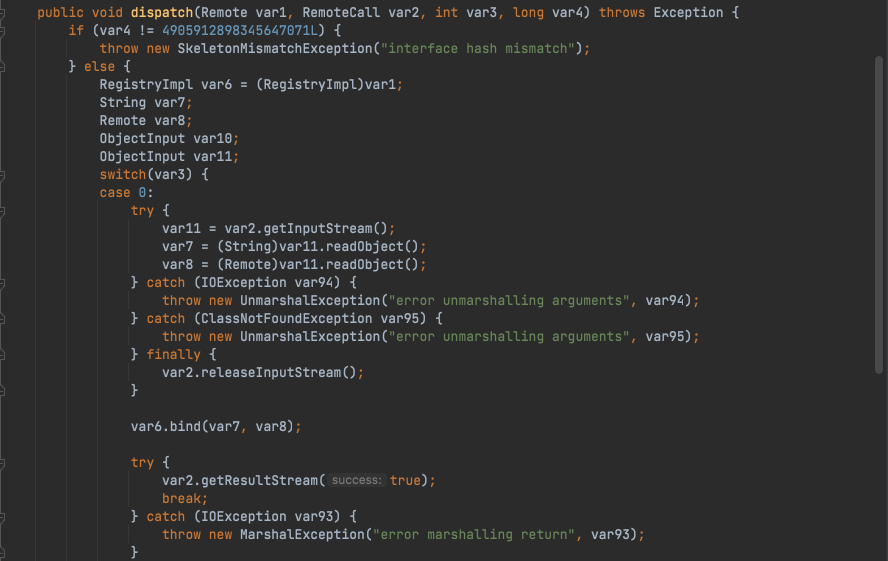 public void dispatch(Remote var1, RemoteCall var2, int var3, long var4) throws Exception {
if (var4 != 4905912898345647071L) {
throw new SkeletonMismatchException("interface hash mismatch");
} else {
RegistryImpl var6 = (RegistryImpl)var1;
String var7;
Remote var8;
ObjectInput var10;
ObjectInput var11;
switch(var3) {
case 0:
try {
var11 = var2.getInputStream();
var7 = (String)var11.readObject();
var8 = (Remote)var11.readObject();
} catch (IOException var94) {
throw new UnmarshalException("error unmarshalling arguments", var94);
} catch (ClassNotFoundException var95) {
throw new UnmarshalException("error unmarshalling arguments", var95);
} finally {
var2.releaseInputStream();
}
var6.bind(var7, var8);
try {
var2.getResultStream( success: true);
break;
} catch (IOException var93) {
throw new MarshalException("error marshalling return", var93);
}